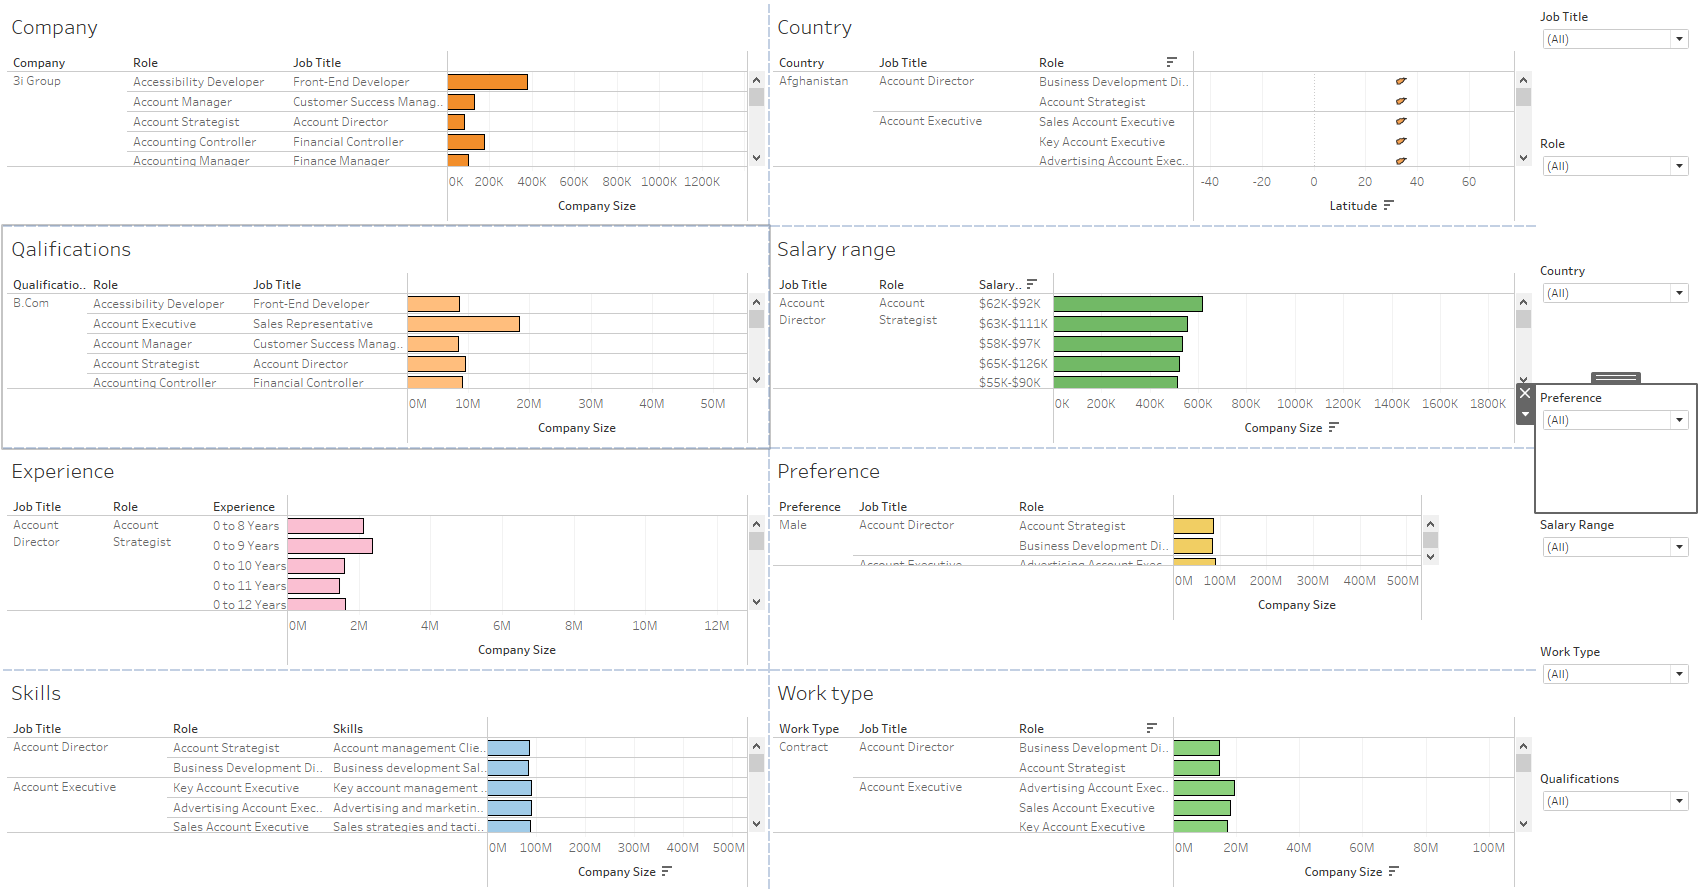 Company
Company Role Job Title
3i Group Accessibility Developer Front-End Developer
Account Manager Customer Success Manag..
Account Strategist Account Director
Accounting Controller Financial Controller
Accounting Manager Finance Manager
0K 200K 400K 600K 800K 1000K 1200K
Company Size
Country
Country Job Title Role
Afghanistan Account Director Business Development Di..
Account Strategist
Account Executive Sales Account Executive
Key Account Executive
Advertising Account Exec..
-40 -20 0 20 40 60
Latitude
Qalifications
Qualificatio.. Role Job Title
B.Com Accessibility Developer Front-End Developer
Account Executive Sales Representative
Account Manager Customer Success Manag..
Account Strategist Account Director
Accounting Controller Financial Controller
0M 10M 20M 30M 40M 50M
Company Size
Salary range
Job Title Role Salary..
Account Director Account Strategist $62K-$92K
$63K-$111K
$58K-$97K
$65K-$126K
$55K-$90K
0K 200K 400K 600K 800K 1000K 1200K 1400K 1600K 1800K
Company Size
Experience
Job Title Role Experience
Account Director Account Strategist 0 to 8 Years
0 to 9 Years
0 to 10 Years
0 to 11 Years
0 to 12 Years
0M 2M 4M 6M 8M 10M 12M
Company Size
Preference
Preference Job Title Role
Male Account Director Account Strategist
Business Development Di..
Account Executive Advertising Account Exec..
0M 100M 200M 300M 400M 500M
Company Size
Skills
Job Title Role Skills
Account Director Account Strategist Account management Clie..
Business Development Di.. Business development Sal..
Account Executive Key Account Executive Key account management ..
Advertising Account Exec.. Advertising and marketin..
Sales Account Executive Sales strategies and tacti..
0M 100M 200M 300M 400M 500M
Company Size
Work type
Work Type Job Title Role
Contract Account Director Business Development Di..
Account Strategist
Account Executive Advertising Account Exec..
Sales Account Executive
Key Account Executive
0M 20M 40M 60M 80M 100M
Company Size
Job Title
(All)
Role
(All)
Country
(All)
Preference
(All)
Salary Range
(All)
Work Type
(All)
Qualifications
(All)